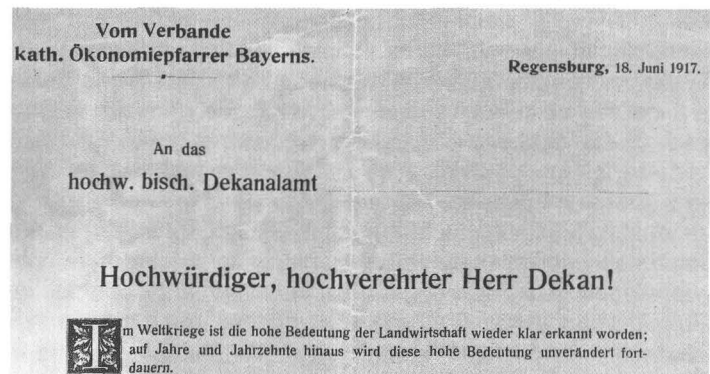 Vom Verbande
kath. Ökonomiepfarrer Bayerns.
Regensburg, 18. Juni 1917.
An das
hochw. bisch. Dekanalamt
Hochwürdiger, hochverehrter Herr Dekan!
Im Weltkriege ist die hohe Bedeutung der Landwirtschaft wieder klar erkannt worden;
auf Jahre und Jahrzehnte hinaus wird diese hohe Bedeutung unverändert fort-
dauern.